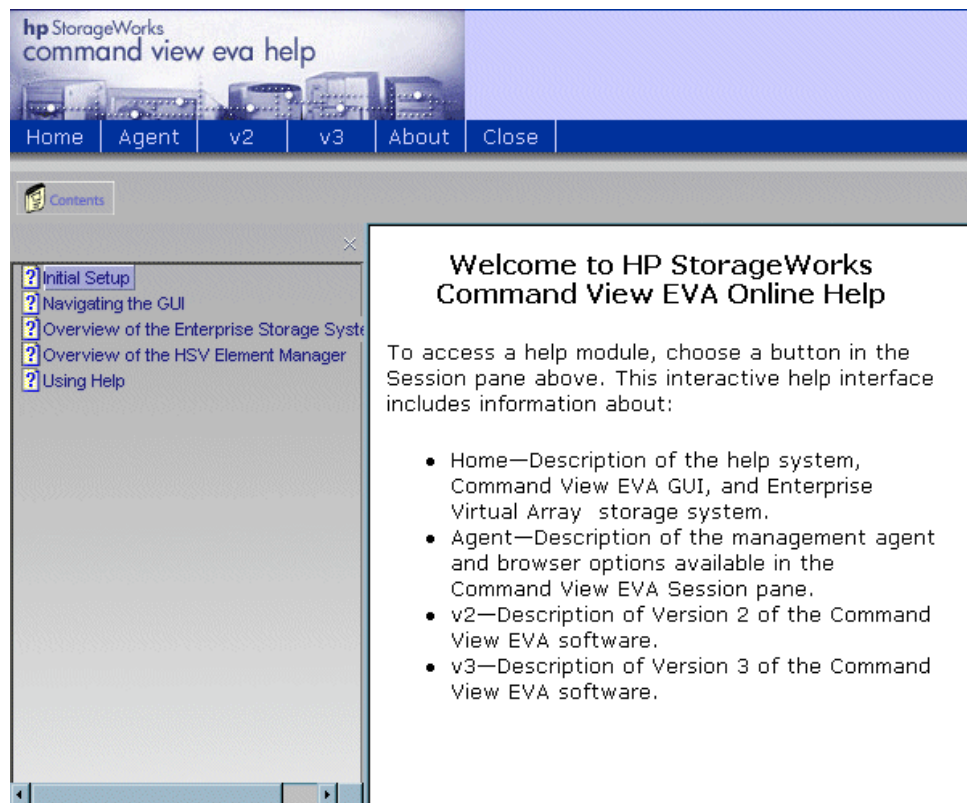 hp StorageWorks
command view eva help
Home Agent v2 v3 About Close
Contents
Initial Setup
Navigating the GUI
Overview of the Enterprise Storage Syste
Overview of the HSV Element Manager
Using Help
Welcome to HP StorageWorks
Command View EVA Online Help
To access a help module, choose a button in the
Session pane above. This interactive help interface
includes information about:
• Home—Description of the help system,
Command View EVA GUI, and Enterprise
Virtual Array storage system.
• Agent—Description of the management agent
and browser options available in the
Command View EVA Session pane.
• v2—Description of Version 2 of the Command
View EVA software.
• v3—Description of Version 3 of the Command
View EVA software.